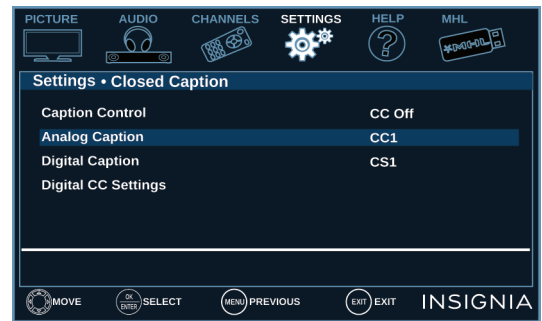 PICTURE AUDIO CHANNELS SETTINGS HELP MHL
MHL
Settings • Closed Caption
Caption Control CC Off
Analog Caption CC1
Digital Caption CS1
Digital CC Settings
MOVE OK ENTER SELECT MENU PREVIOUS EXIT EXIT INSIGNIA